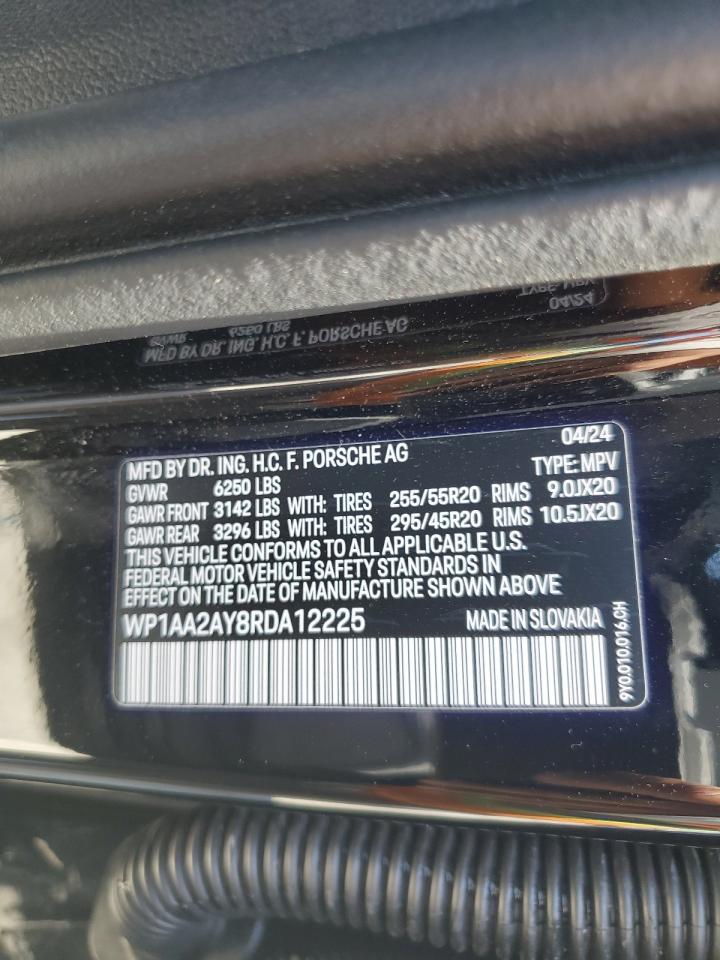 MFD BY DR. ING. H.C. F. PORSCHE AG 04/24
GVWR 6250 LBS TYPE: MPV
GAWR FRONT 3142 LBS WITH: TIRES 255/55R20 RIMS 9.0JX20
GAWR REAR 3296 LBS WITH: TIRES 295/45R20 RIMS 10.5JX20
THIS VEHICLE CONFORMS TO ALL APPLICABLE U.S.
FEDERAL MOTOR VEHICLE SAFETY STANDARDS IN
EFFECT ON THE DATE OF MANUFACTURE SHOWN ABOVE
WP1AA2AY8RDA12225 MADE IN SLOVAKIA
9Y0.010.016.CH